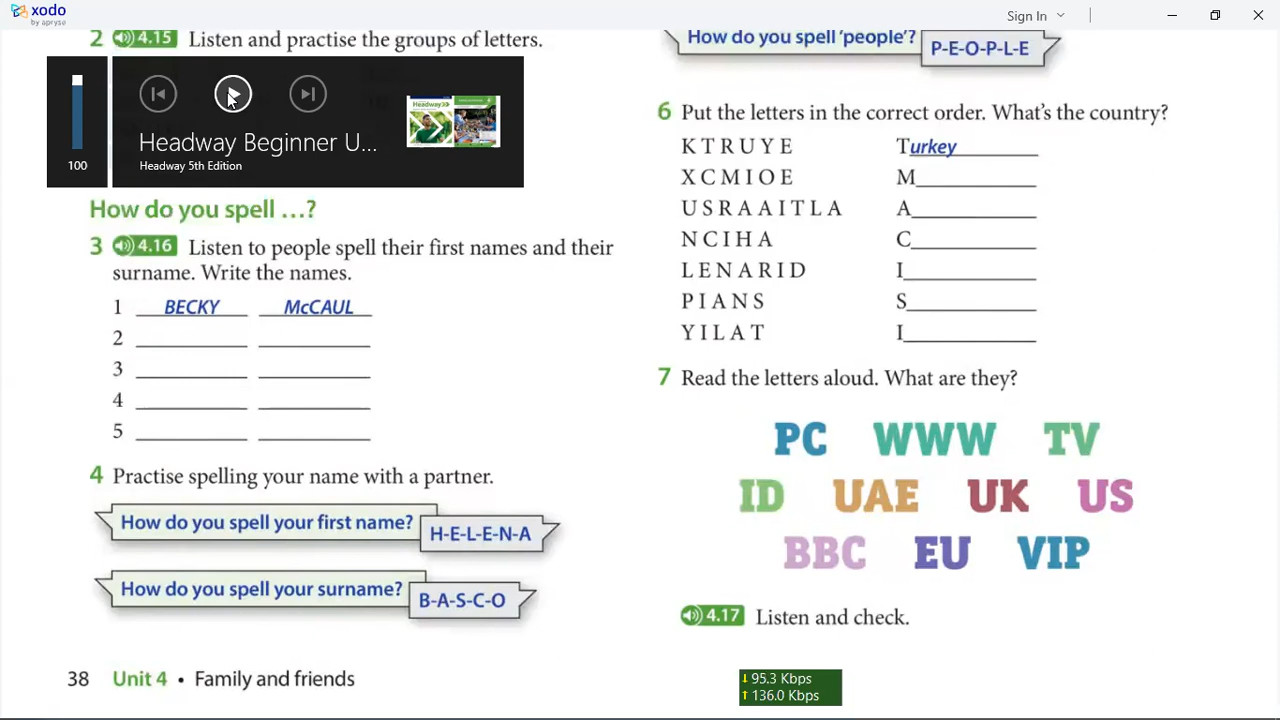 xodo
by apryse
Sign In
2 4.15 Listen and practise the groups of letters.
100
Headway Beginner U...
Headway 5th Edition
How do you spell ...?
3 4.16 Listen to people spell their first names and their
surname. Write the names.
1 BECKY McCAUL
2
3
4
5
4 Practise spelling your name with a partner.
How do you spell your first name? H-E-L-E-N-A
How do you spell your surname? B-A-S-C-O
38 Unit 4 • Family and friends
How do you spell 'people'? P-E-O-P-L-E
6 Put the letters in the correct order. What's the country?
K T R U Y E Turkey
X C M I O E M
U S R A A I T L A A
N C I H A C
L E N A R I D I
P I A N S S
Y I L A T I
7 Read the letters aloud. What are they?
PC WWW TV
ID UAE UK US
BBC EU VIP
4.17 Listen and check.
↓ 95.3 Kbps
↑ 136.0 Kbps